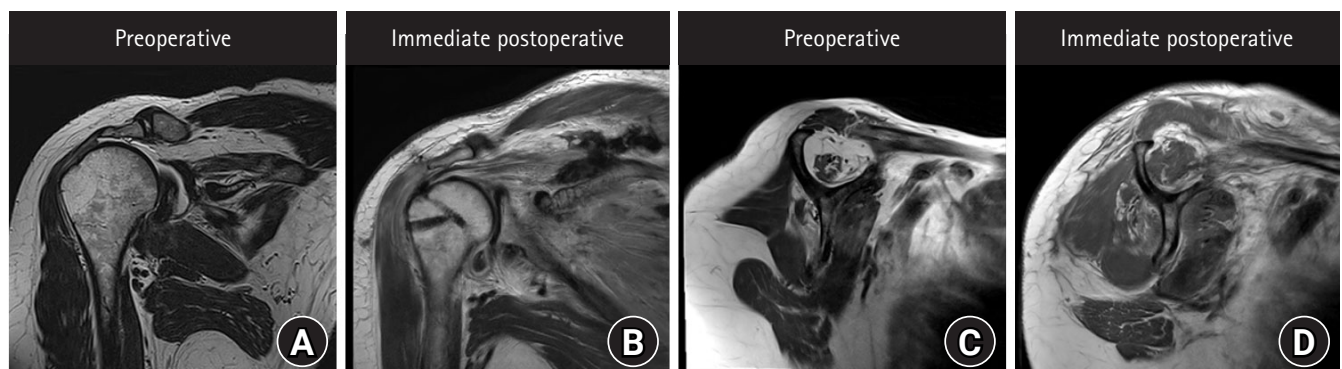 Preoperative
Immediate postoperative
Preoperative
Immediate postoperative
A
B
C
D